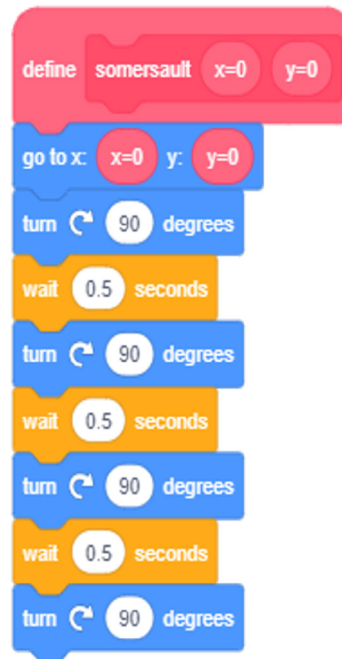 define somersault x=0 y=0
go to x: x=0 y: y=0
turn 90 degrees
wait 0.5 seconds
turn 90 degrees
wait 0.5 seconds
turn 90 degrees
wait 0.5 seconds
turn 90 degrees